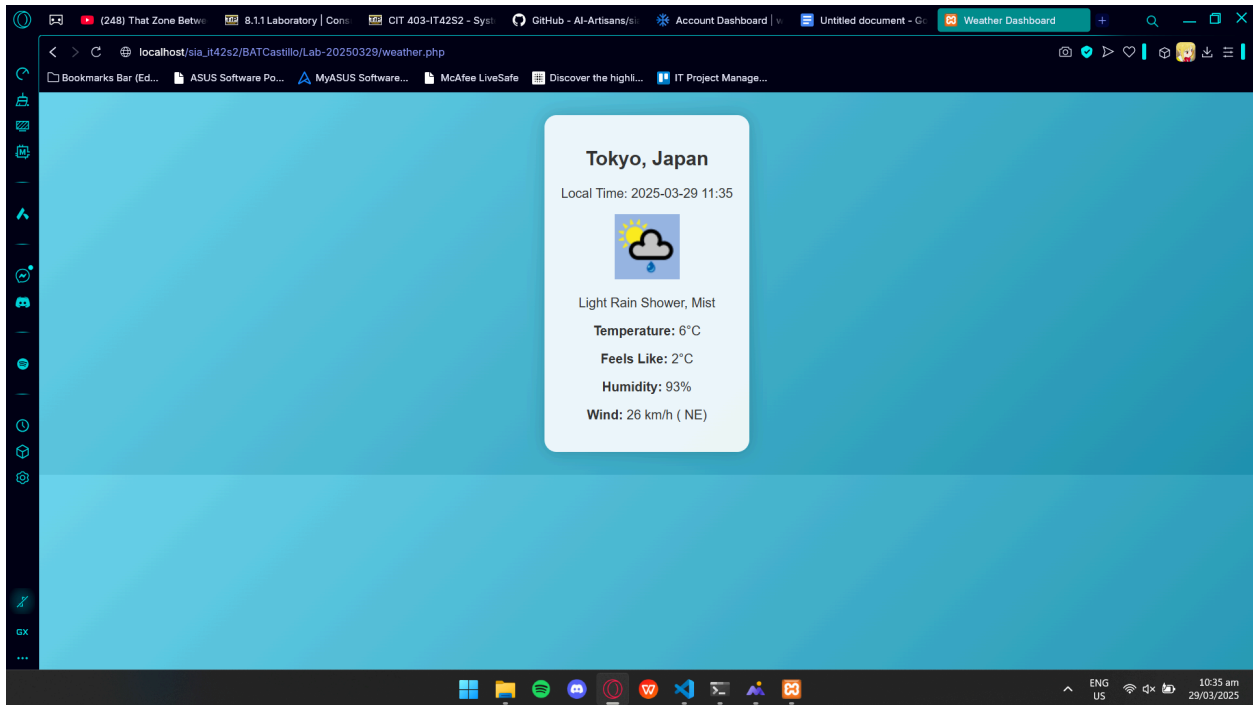 (248) That Zone Betwe
8.1.1 Laboratory | Cons
CIT 403-IT42S2 - Syst
GitHub - AI-Artisans/si
Account Dashboard | w
Untitled document - Go
Weather Dashboard
localhost/sia_it42s2/BATCastillo/Lab-20250329/weather.php
Bookmarks Bar (Ed...
ASUS Software Po...
MyASUS Software...
McAfee LiveSafe
Discover the highli...
IT Project Manage...
Tokyo, Japan
Local Time: 2025-03-29 11:35
Light Rain Shower, Mist
Temperature: 6°C
Feels Like: 2°C
Humidity: 93%
Wind: 26 km/h ( NE)
GX
ENG
US
10:35 am
29/03/2025